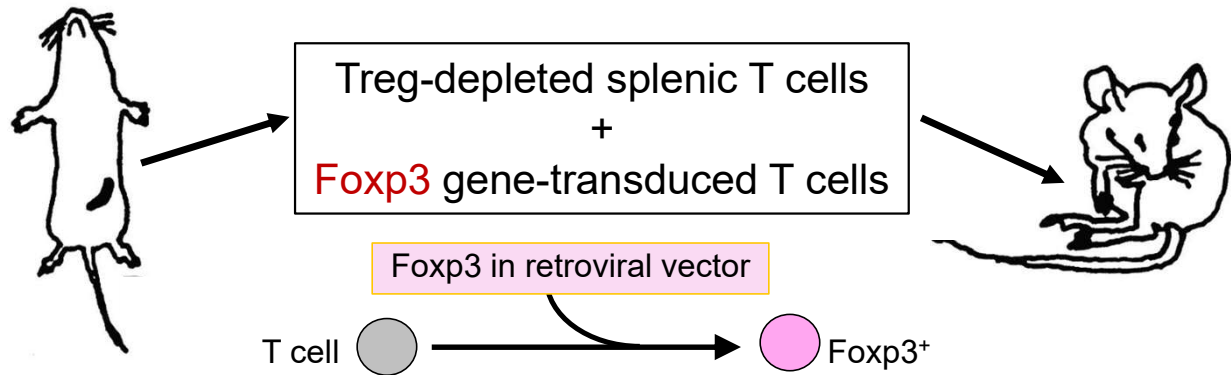 Treg-depleted splenic T cells
+
Foxp3 gene-transduced T cells
Foxp3 in retroviral vector
T cell
Foxp3⁺